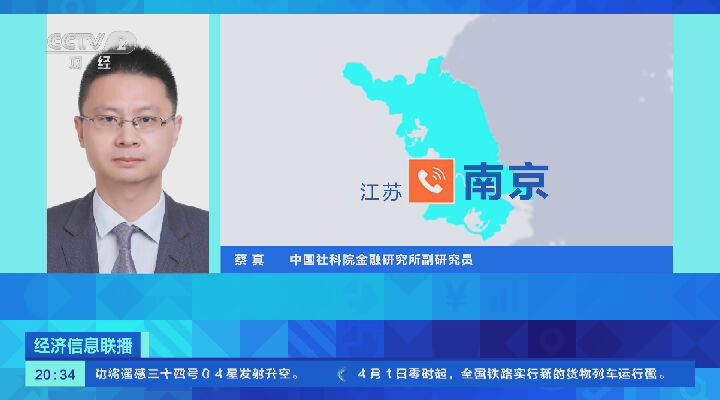 CCTV 2
财经
江苏
南京
蔡真 中国社科院金融研究所副研究员
经济信息联播
20:34 功将遥感三十四号04星发射升空。 4月1日零时起，全国铁路实行新的货物列车运行图。